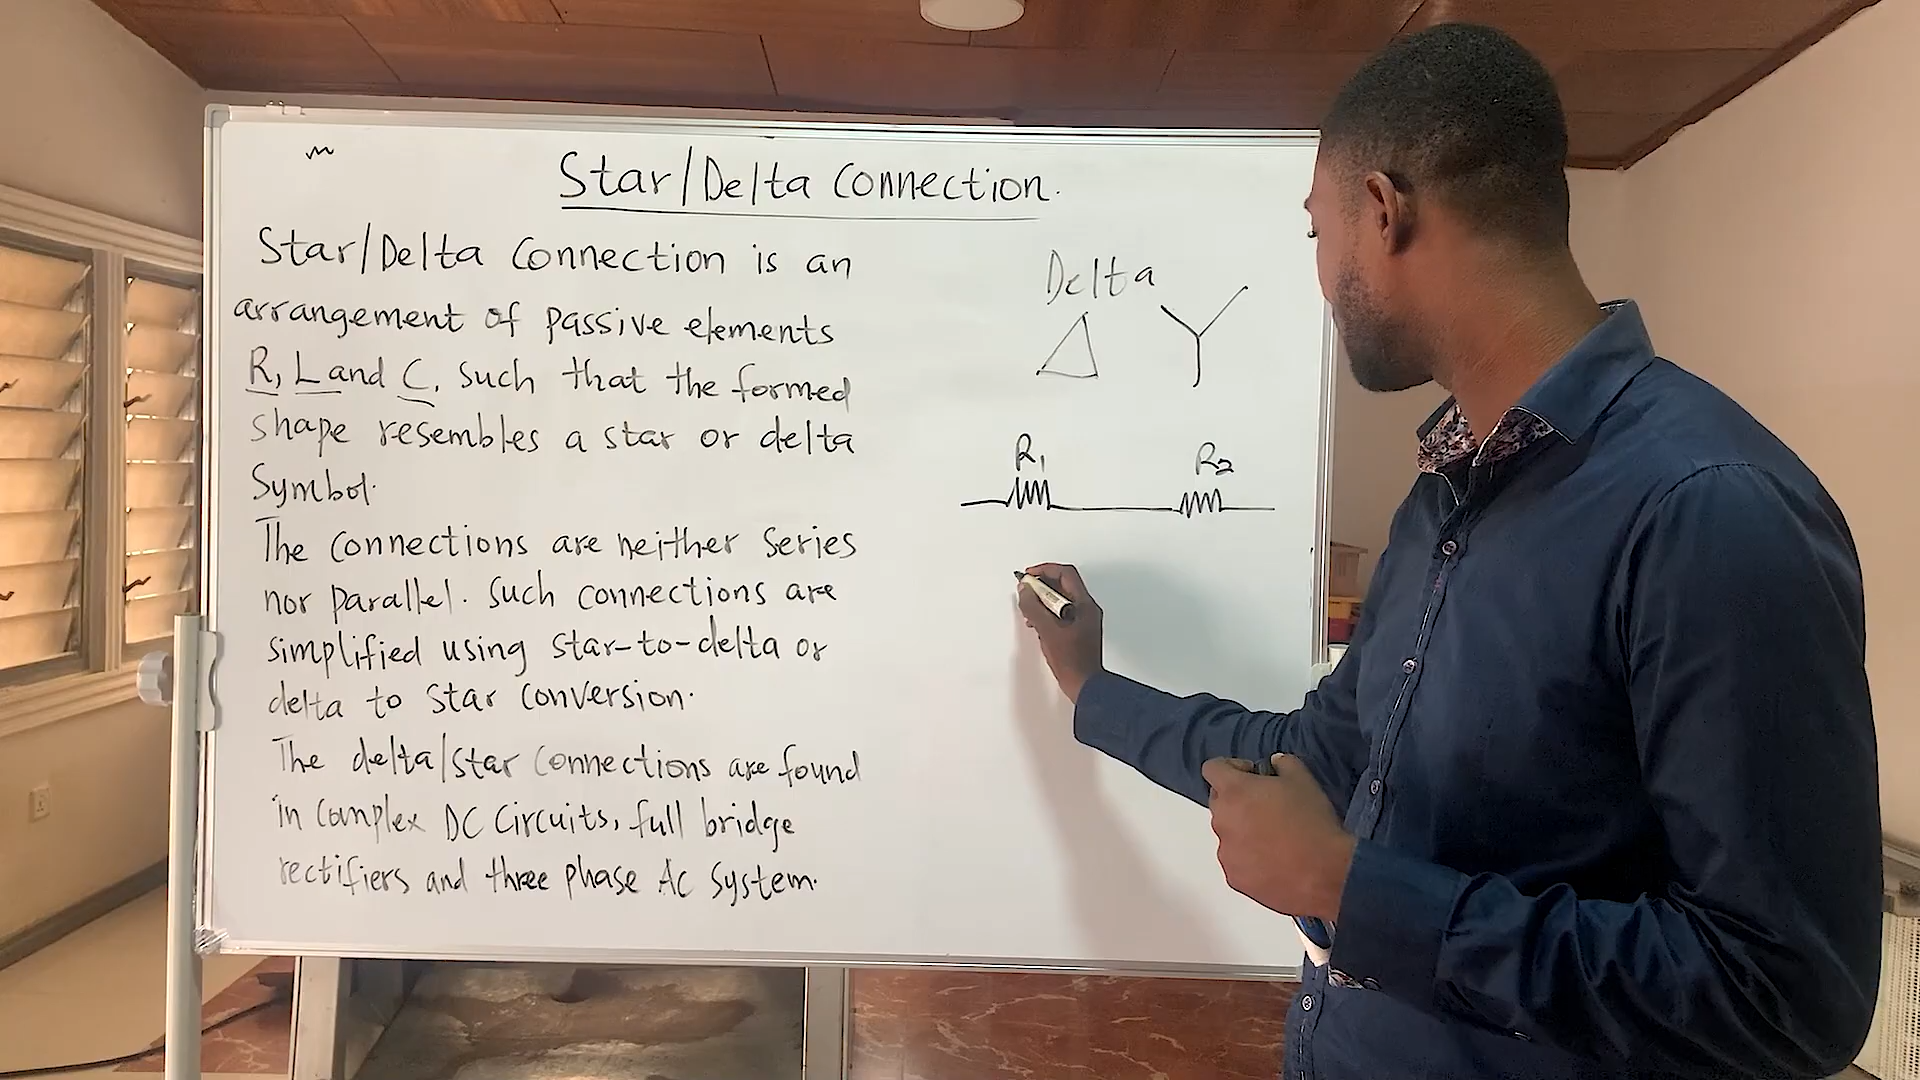 Star/Delta Connection.
Star/Delta Connection is an
arrangement of passive elements
R, L and C, such that the formed
shape resembles a star or delta
Symbol.
The connections are neither series
nor parallel. Such connections are
simplified using star-to-delta or
delta to star conversion.
The delta/star connections are found
in complex DC Circuits, full bridge
rectifiers and three phase AC system.
Delta
R1 R2